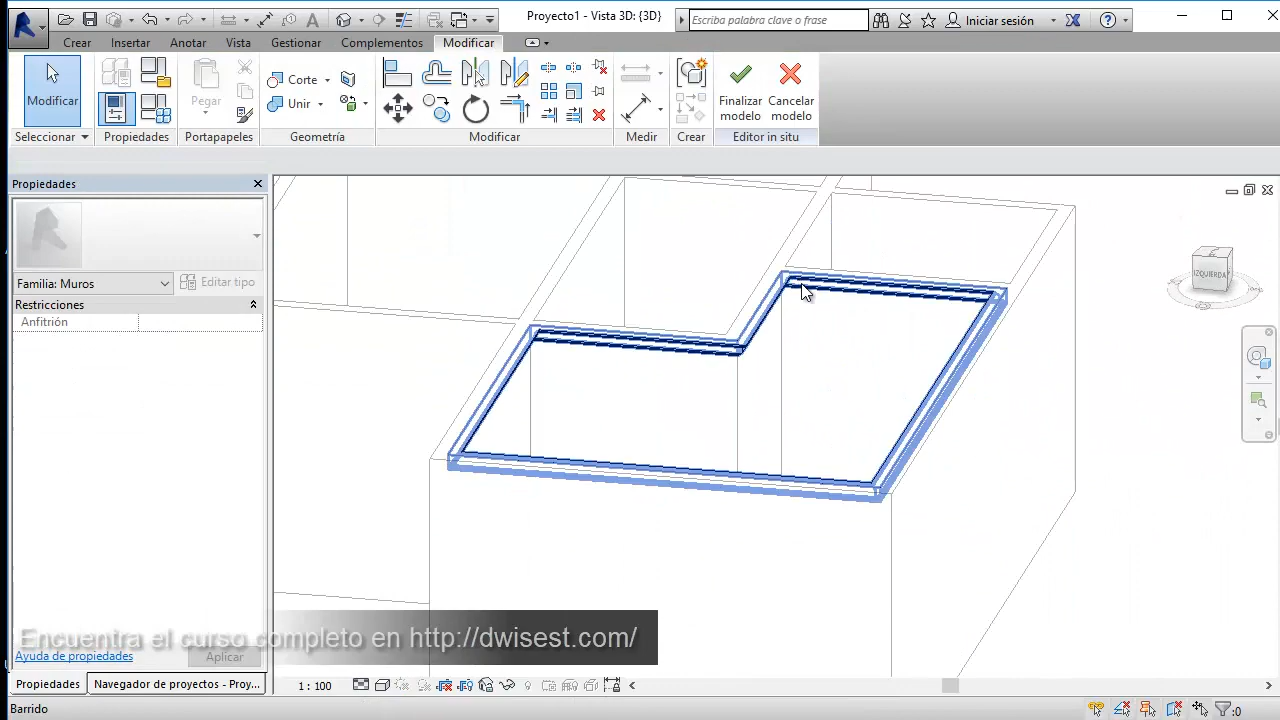 Proyecto1 - Vista 3D: {3D}
Escriba palabra clave o frase
Iniciar sesión
Crear
Insertar
Anotar
Vista
Gestionar
Complementos
Modificar
Modificar
Pegar
Corte
Unir
Finalizar modelo
Cancelar modelo
Seleccionar
Propiedades
Portapapeles
Geometría
Modificar
Medir
Crear
Editor in situ
Propiedades
Familia: Muros
Editar tipo
Restricciones
Anfitrión
IZQUIERDA
Encuentra el curso completo en http://dwisest.com/
Ayuda de propiedades
Aplicar
Propiedades
Navegador de proyectos - Proy...
1 : 100
Barrido
:0